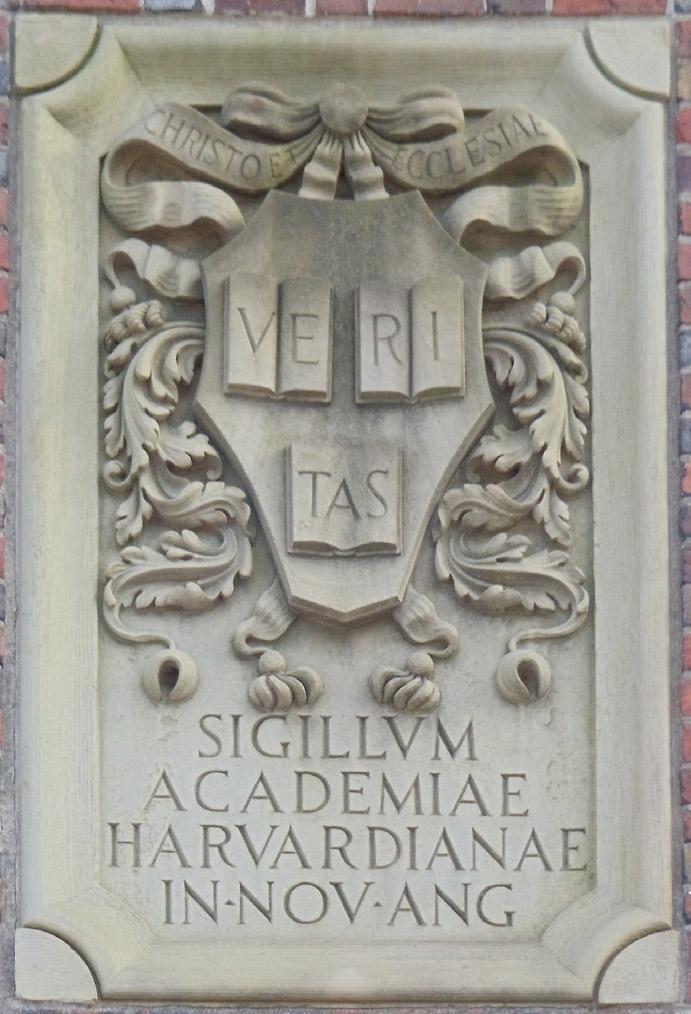 CHRISTO ET ECCLESIAE
VE RI
TAS
SIGILLVM
ACADEMIAE
HARVARDIANAE
IN·NOV·ANG